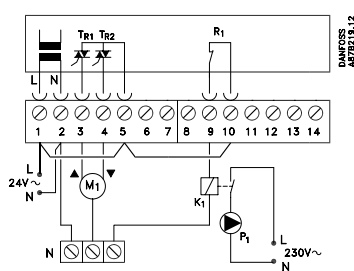 TR1 TR2 R1
L N
DANFOSS
A87B219.12
1 2 3 4 5 6 7 8 9 10 11 12 13 14
L
24V~
N
M1
K1
P1
L
230V~
N
N